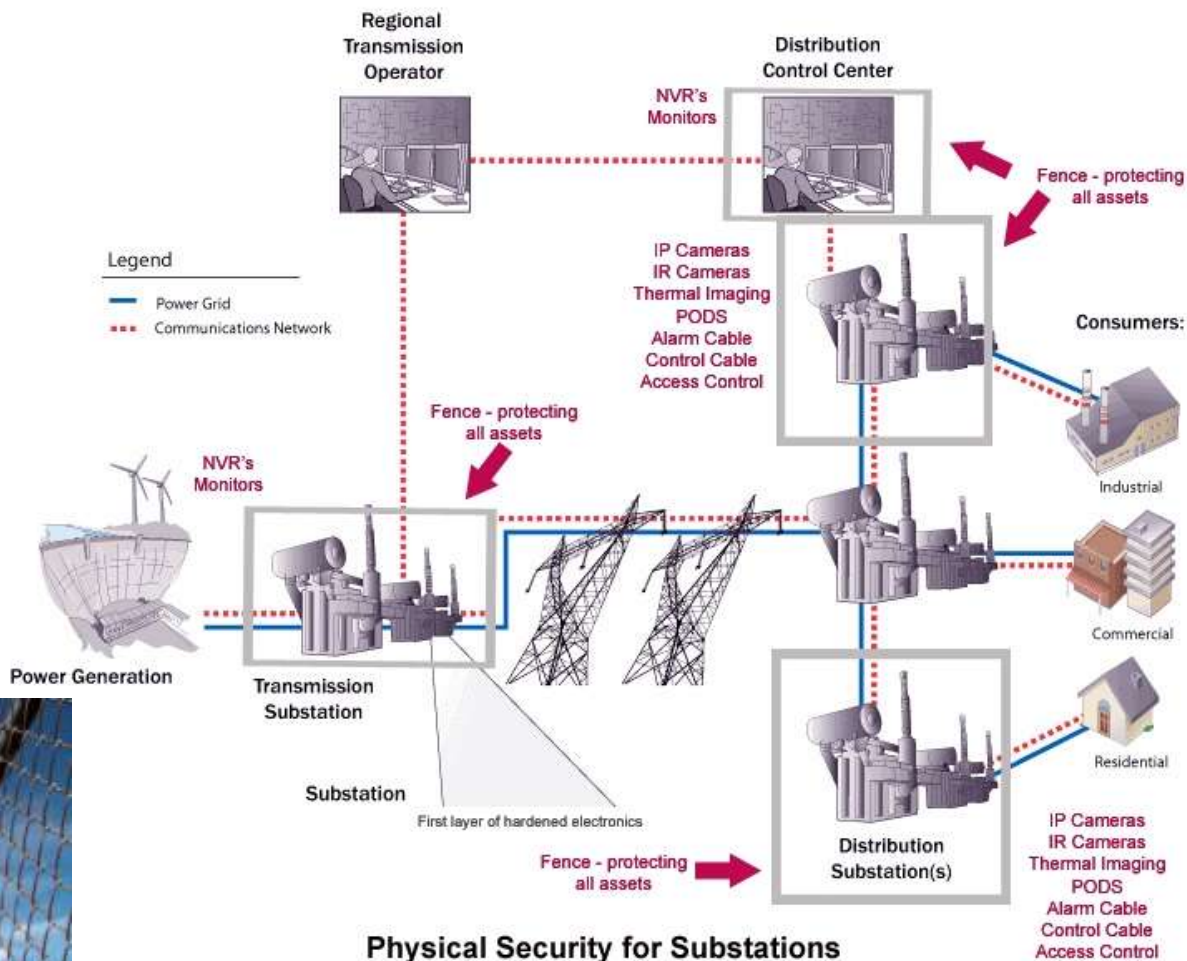 Regional
Transmission
Operator
Distribution
Control Center
NVR's
Monitors
Fence - protecting
all assets
Legend
Power Grid
Communications Network
IP Cameras
IR Cameras
Thermal Imaging
PODS
Alarm Cable
Control Cable
Access Control
Consumers:
Industrial
Fence - protecting
all assets
NVR's
Monitors
Commercial
Power Generation
Transmission
Substation
Substation
First layer of hardened electronics
Residential
Fence - protecting
all assets
Distribution
Substation(s)
IP Cameras
IR Cameras
Thermal Imaging
PODS
Alarm Cable
Control Cable
Access Control
Physical Security for Substations